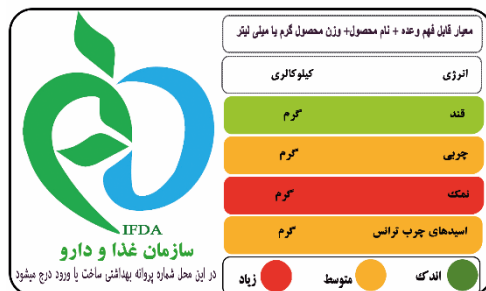 معیار قابل فهم وعده + نام محصول+ وزن محصول گرم یا میلی لیتر
انرژی کیلوکالری
قند گرم
چربی گرم
نمک گرم
اسیدهای چرب ترانس گرم
اندک متوسط زیاد
IFDA
سازمان غذا و دارو
در این محل شماره پروانه بهداشتی ساخت یا ورود درج میشود